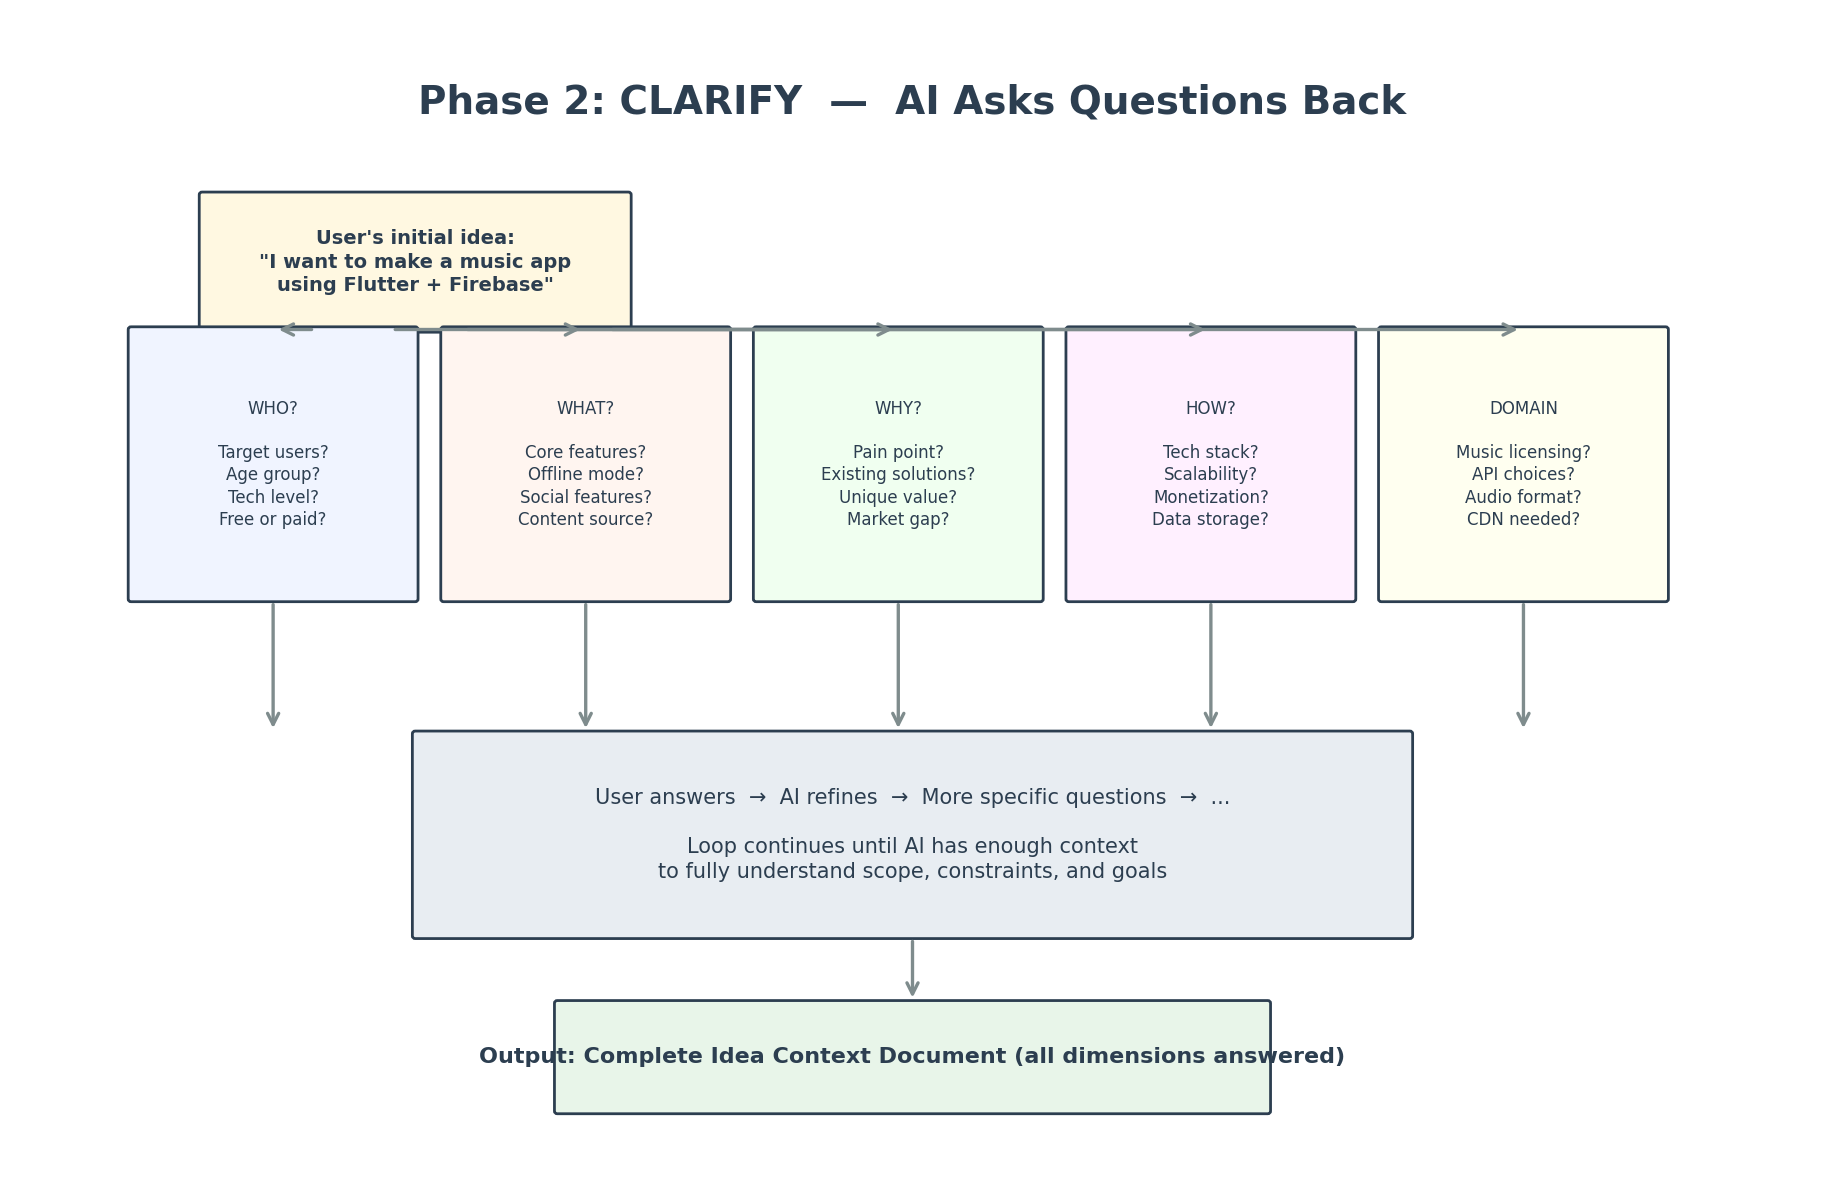 Phase 2: CLARIFY — AI Asks Questions Back
User's initial idea:
"I want to make a music app
using Flutter + Firebase"
WHO?
Target users?
Age group?
Tech level?
Free or paid?
WHAT?
Core features?
Offline mode?
Social features?
Content source?
WHY?
Pain point?
Existing solutions?
Unique value?
Market gap?
HOW?
Tech stack?
Scalability?
Monetization?
Data storage?
DOMAIN
Music licensing?
API choices?
Audio format?
CDN needed?
User answers → AI refines → More specific questions → ...
Loop continues until AI has enough context
to fully understand scope, constraints, and goals
Output: Complete Idea Context Document (all dimensions answered)